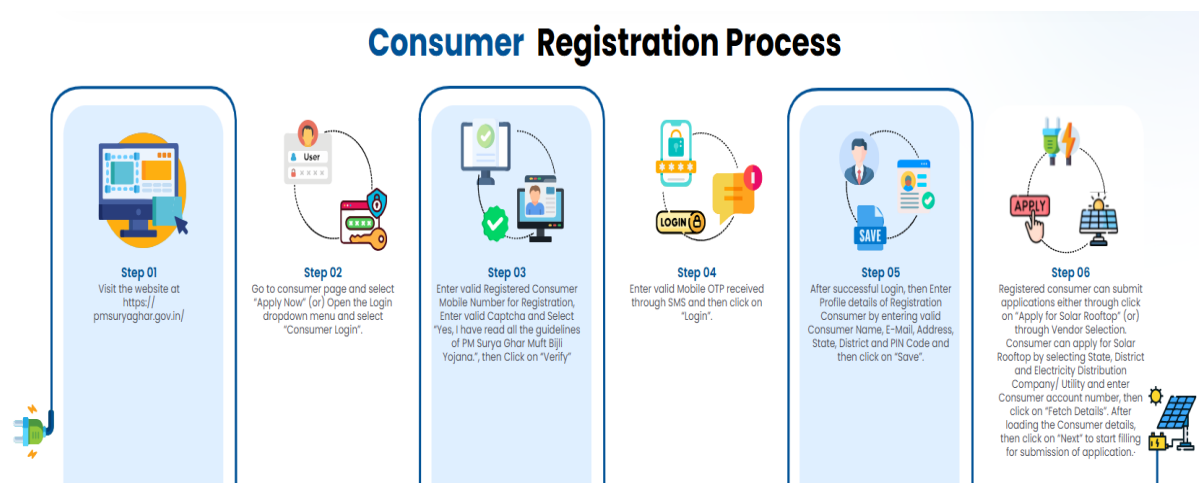 Consumer Registration Process
User
LOGIN
SAVE
APPLY
Step 01
Visit the website at
https://
pmsuryaghar.gov.in/
Step 02
Go to consumer page and select
"Apply Now" (or) Open the Login
dropdown menu and select
"Consumer Login".
Step 03
Enter valid Registered Consumer
Mobile Number for Registration,
Enter valid Captcha and Select
"Yes, I have read all the guidelines
of PM Surya Ghar Muft Bijli
Yojana.", then Click on "Verify"
Step 04
Enter valid Mobile OTP received
through SMS and then click on
"Login".
Step 05
After successful Login, then Enter
Profile details of Registration
Consumer by entering valid
Consumer Name, E-Mail, Address,
State, District and PIN Code and
then click on "Save".
Step 06
Registered consumer can submit
applications either through click
on "Apply for Solar Rooftop" (or)
through Vendor Selection.
Consumer can apply for Solar
Rooftop by selecting State, District
and Electricity Distribution
Company/ Utility and enter
Consumer account number, then
click on "Fetch Details". After
loading the Consumer details,
then click on "Next" to start filling
for submission of application.